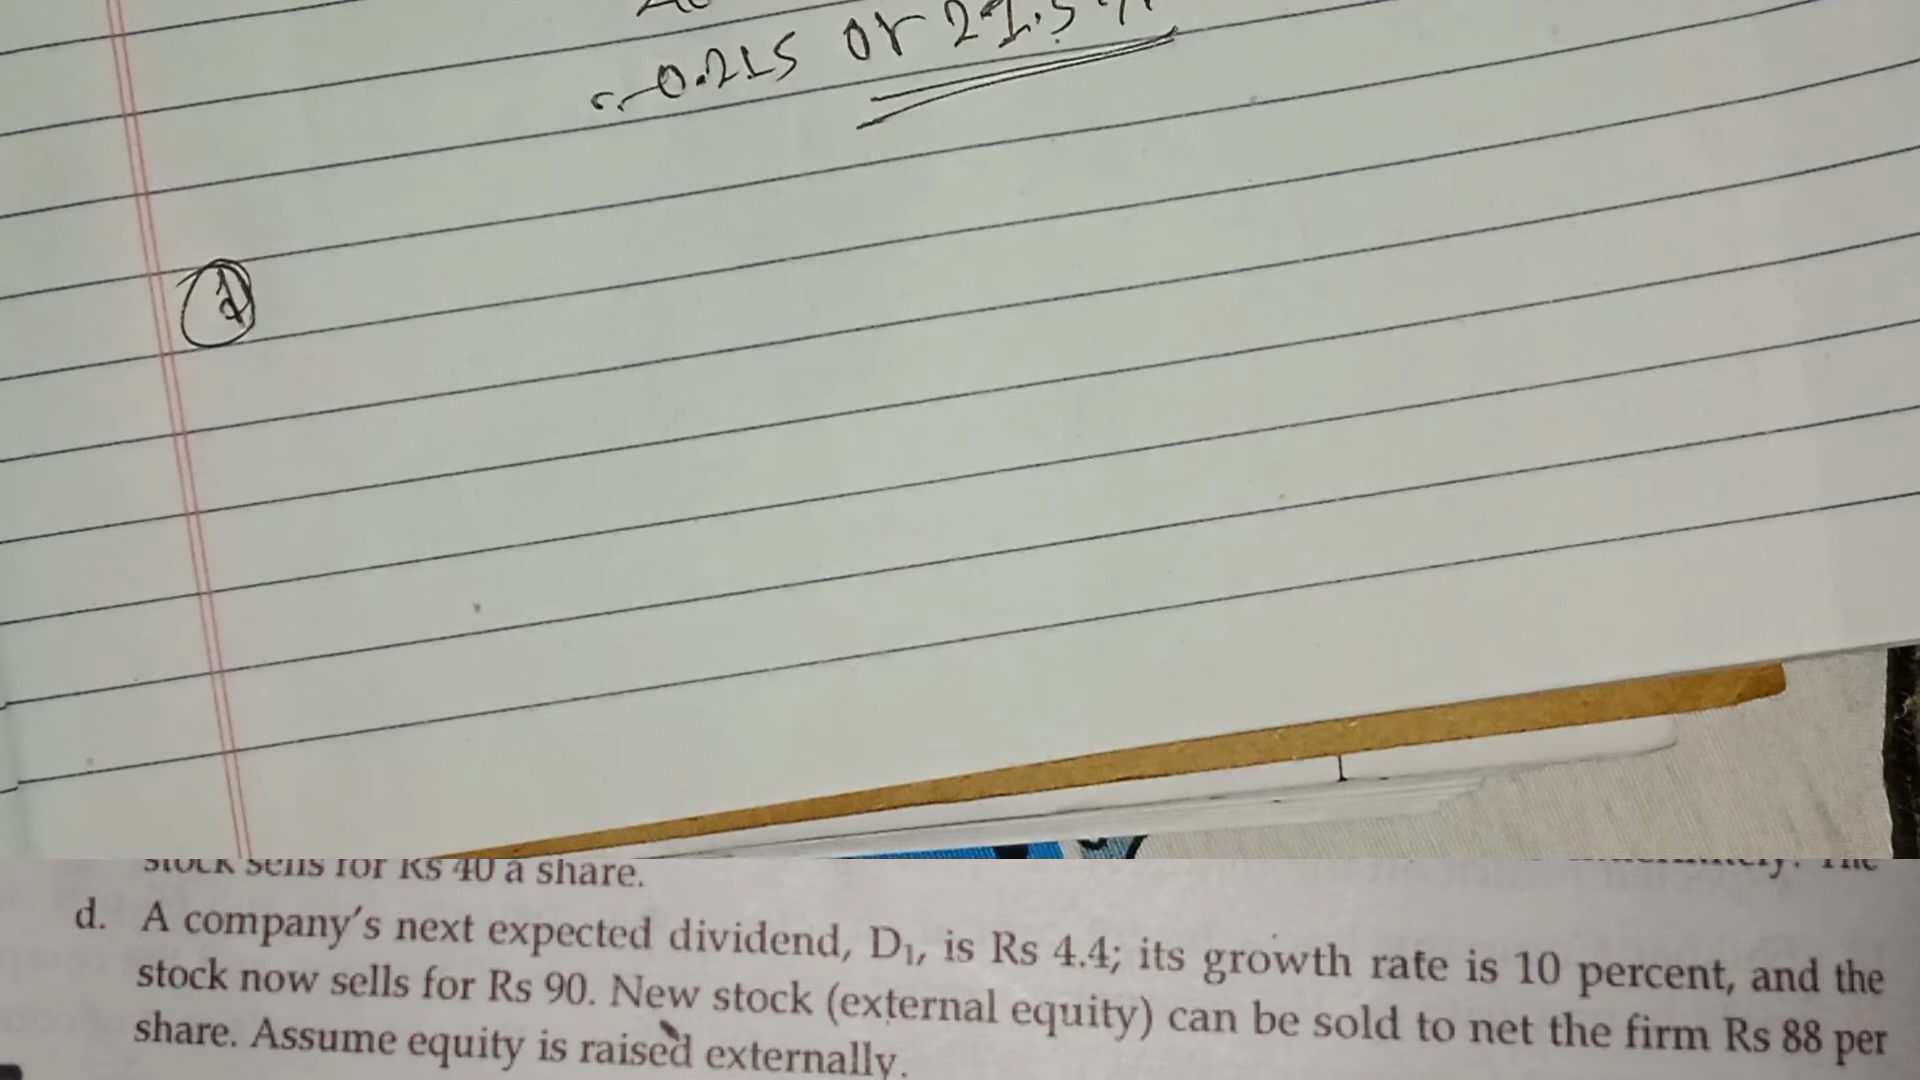 = 0.215 or 21.5 %
d
stock sells for Rs 40 a share.
d. A company's next expected dividend, D₁, is Rs 4.4; its growth rate is 10 percent, and the
stock now sells for Rs 90. New stock (external equity) can be sold to net the firm Rs 88 per
share. Assume equity is raised externally.